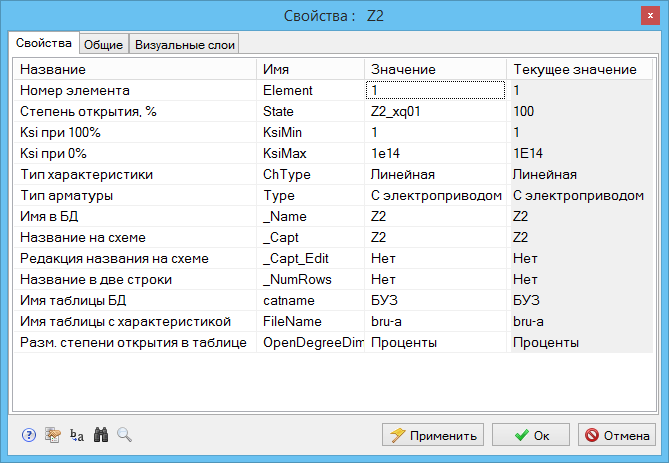 Свойства : Z2
Свойства Общие Визуальные слои
Название Имя Значение Текущее значение
Номер элемента Element 1 1
Степень открытия, % State Z2_xq01 100
Ksi при 100% KsiMin 1 1
Ksi при 0% KsiMax 1e14 1E14
Тип характеристики ChType Линейная Линейная
Тип арматуры Type С электроприводом С электроприводом
Имя в БД _Name Z2 Z2
Название на схеме _Capt Z2 Z2
Редакция названия на схеме _Capt_Edit Нет Нет
Название в две строки _NumRows Нет Нет
Имя таблицы БД catname БУЗ БУЗ
Имя таблицы с характеристикой FileName bru-a bru-a
Разм. степени открытия в таблице OpenDegreeDim Проценты Проценты
Применить Ок Отмена